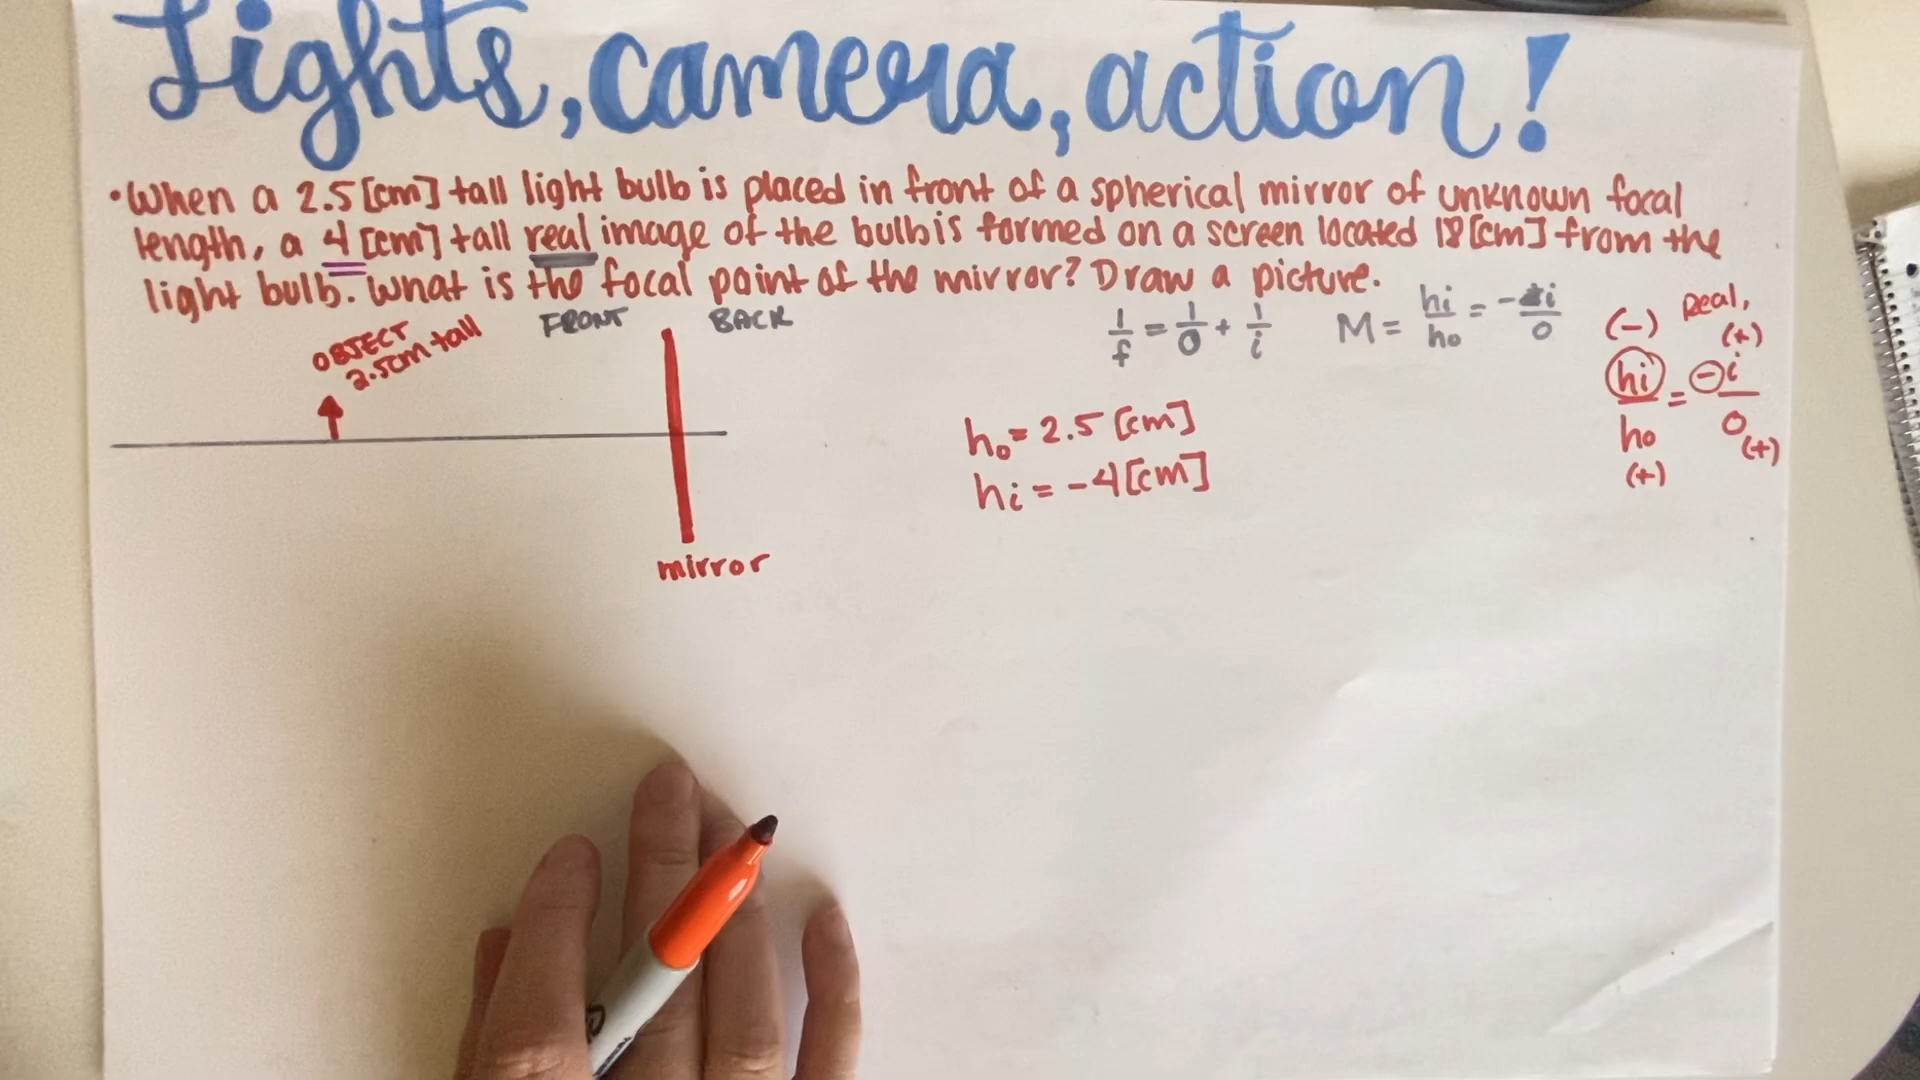 Lights, camera, action!
•When a 2.5 [cm] tall light bulb is placed in front of a spherical mirror of unknown focal
length, a 4 [cm] tall real image of the bulb is formed on a screen located 18 [cm] from the
light bulb. What is the focal point of the mirror? Draw a picture.
OBJECT
2.5cm tall
FRONT
BACK
mirror
1/f = 1/o + 1/i
M = hi/ho = -i/o
ho = 2.5 [cm]
hi = -4 [cm]
(-) Real, (+)
hi/ho = -i/o
(+) (+)